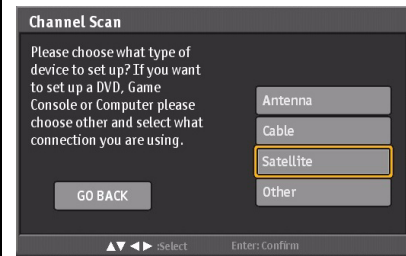 Channel Scan
Please choose what type of
device to set up? If you want
to set up a DVD, Game
Console or Computer please
choose other and select what
connection you are using.
Antenna
Cable
Satellite
Other
GO BACK
▲▼ ◀▶ :Select Enter: Confirm